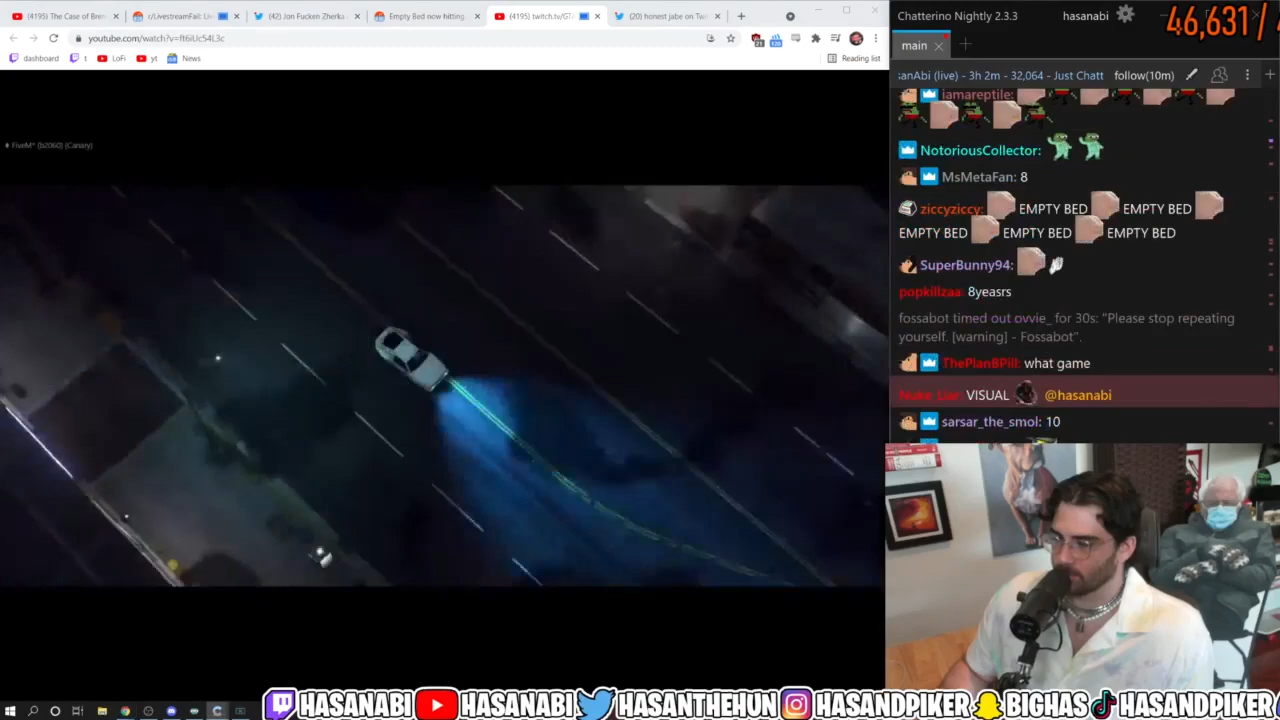 (4195) The Case of Bren
r/LivestreamFail: Li
(42) Jon Fucken Zherka
Empty Bed now hitting
(4195) twitch.tv/GT
(20) honest jabe on Tw
youtube.com/watch?v=ft6iUc54L3c
dashboard
t
LoFi
yt
News
Reading list
FiveM® (b2060) (Canary)
Chatterino Nightly 2.3.3
hasanabi
46,631 /
main
sanAbi (live) - 3h 2m - 32,064 - Just Chatt
follow(10m)
iamareptile:
NotoriousCollector:
MsMetaFan: 8
ziccyziccy: EMPTY BED EMPTY BED
EMPTY BED EMPTY BED EMPTY BED
SuperBunny94:
popkillzaa: 8yeasrs
fossabot timed out ovvie_ for 30s: "Please stop repeating
yourself. [warning] - Fossabot".
ThePlanBPill: what game
Nuke_Liar: VISUAL @hasanabi
sarsar_the_smol: 10
HASANABI HASANABI HASANTHEHUN HASANDPIKER BIGHAS HASANDPIKER